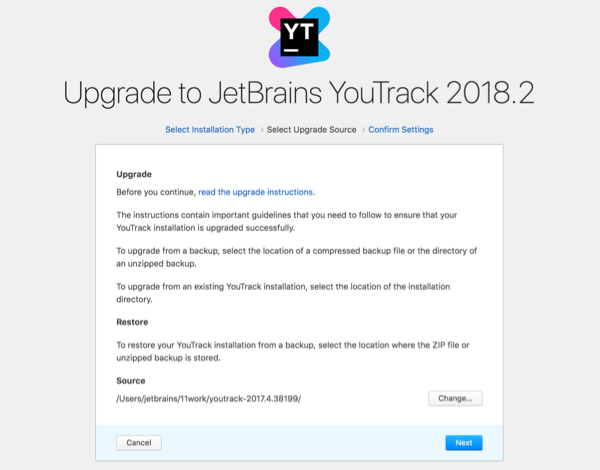 YT
Upgrade to JetBrains YouTrack 2018.2
Select Installation Type › Select Upgrade Source › Confirm Settings
Upgrade
Before you continue, read the upgrade instructions.
The instructions contain important guidelines that you need to follow to ensure that your
YouTrack installation is upgraded successfully.
To upgrade from a backup, select the location of a compressed backup file or the directory of
an unzipped backup.
To upgrade from an existing YouTrack installation, select the location of the installation
directory.
Restore
To restore your YouTrack installation from a backup, select the location where the ZIP file or
unzipped backup is stored.
Source
/Users/jetbrains/11work/youtrack-2017.4.38199/ Change...
Cancel Next